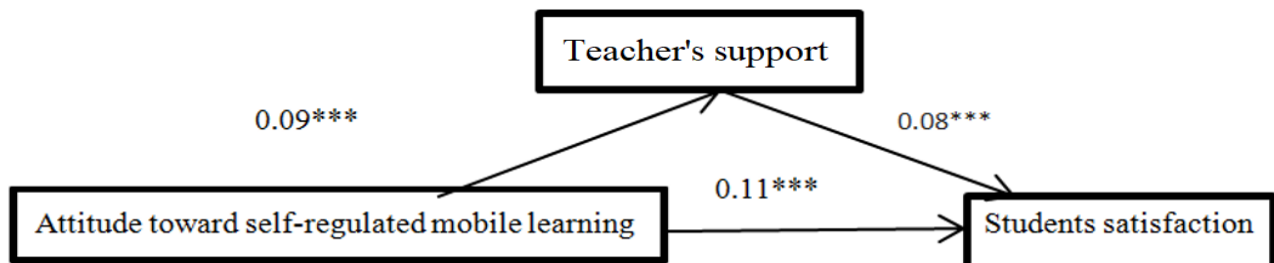 Teacher's support
0.09***
0.08***
0.11***
Attitude toward self-regulated mobile learning
Students satisfaction